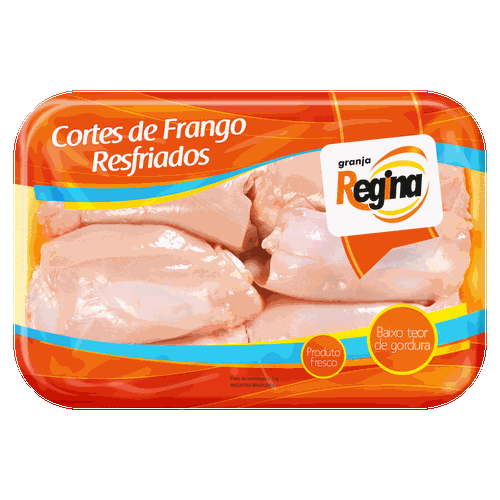 Cortes de Frango
Resfriados
granja
Regina
Produto
fresco
Baixo teor
de gordura